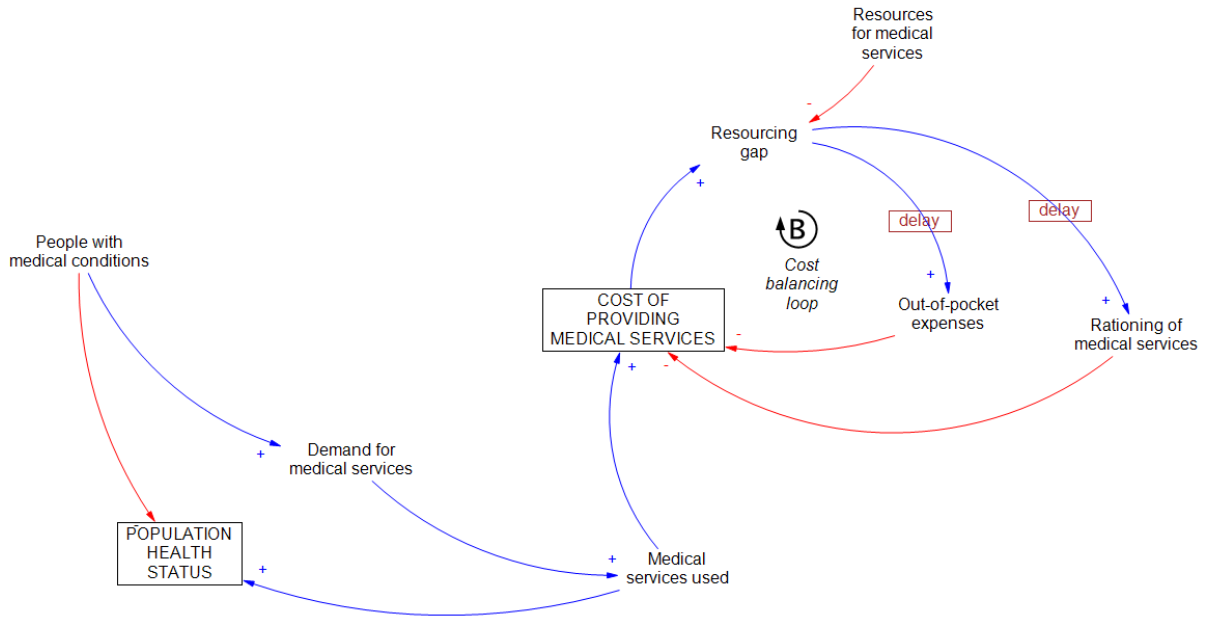 Resources
for medical
services
-
Resourcing
gap
+
delay
delay
B
Cost
balancing
loop
People with
medical conditions
+
+
COST OF
PROVIDING
MEDICAL SERVICES
Out-of-pocket
expenses
Rationing of
medical services
-
+
-
Demand for
medical services
+
-
POPULATION
HEALTH
STATUS
+
+
Medical
services used